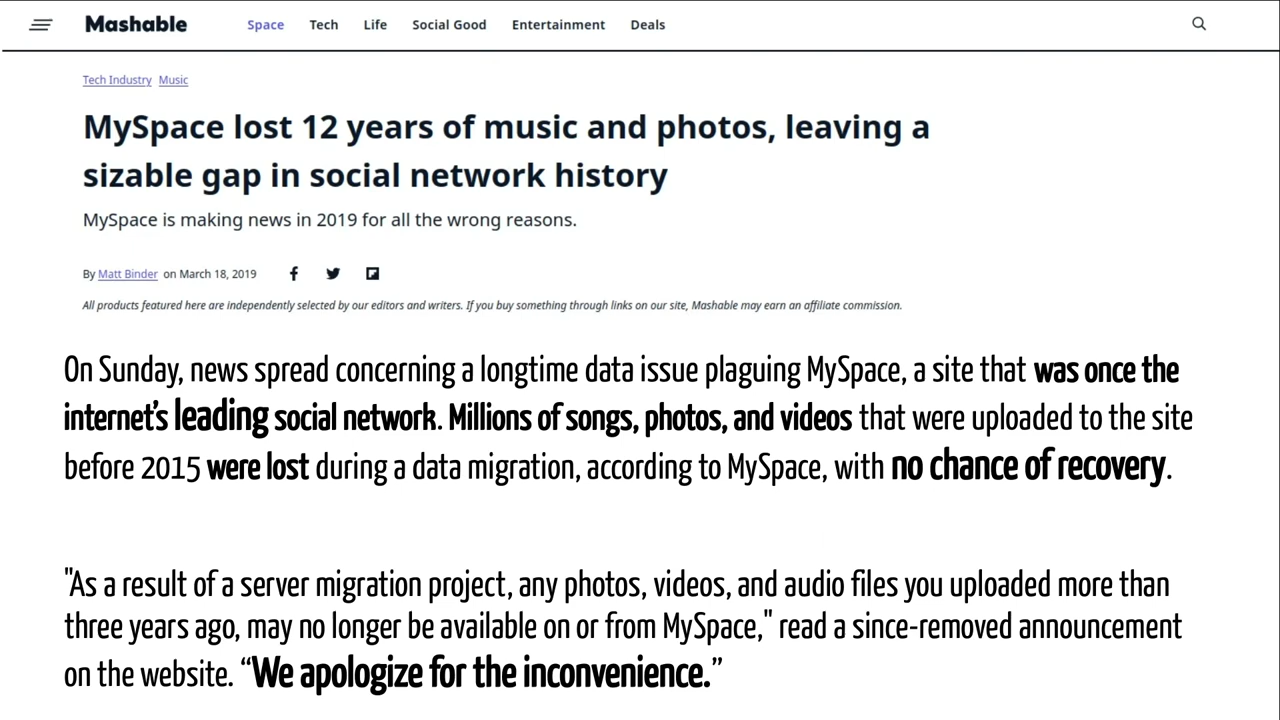 Mashable Space Tech Life Social Good Entertainment Deals
Tech Industry Music
MySpace lost 12 years of music and photos, leaving a
sizable gap in social network history
MySpace is making news in 2019 for all the wrong reasons.
By Matt Binder on March 18, 2019
All products featured here are independently selected by our editors and writers. If you buy something through links on our site, Mashable may earn an affiliate commission.
On Sunday, news spread concerning a longtime data issue plaguing MySpace, a site that was once the
internet's leading social network. Millions of songs, photos, and videos that were uploaded to the site
before 2015 were lost during a data migration, according to MySpace, with no chance of recovery.
"As a result of a server migration project, any photos, videos, and audio files you uploaded more than
three years ago, may no longer be available on or from MySpace," read a since-removed announcement
on the website. “We apologize for the inconvenience.”